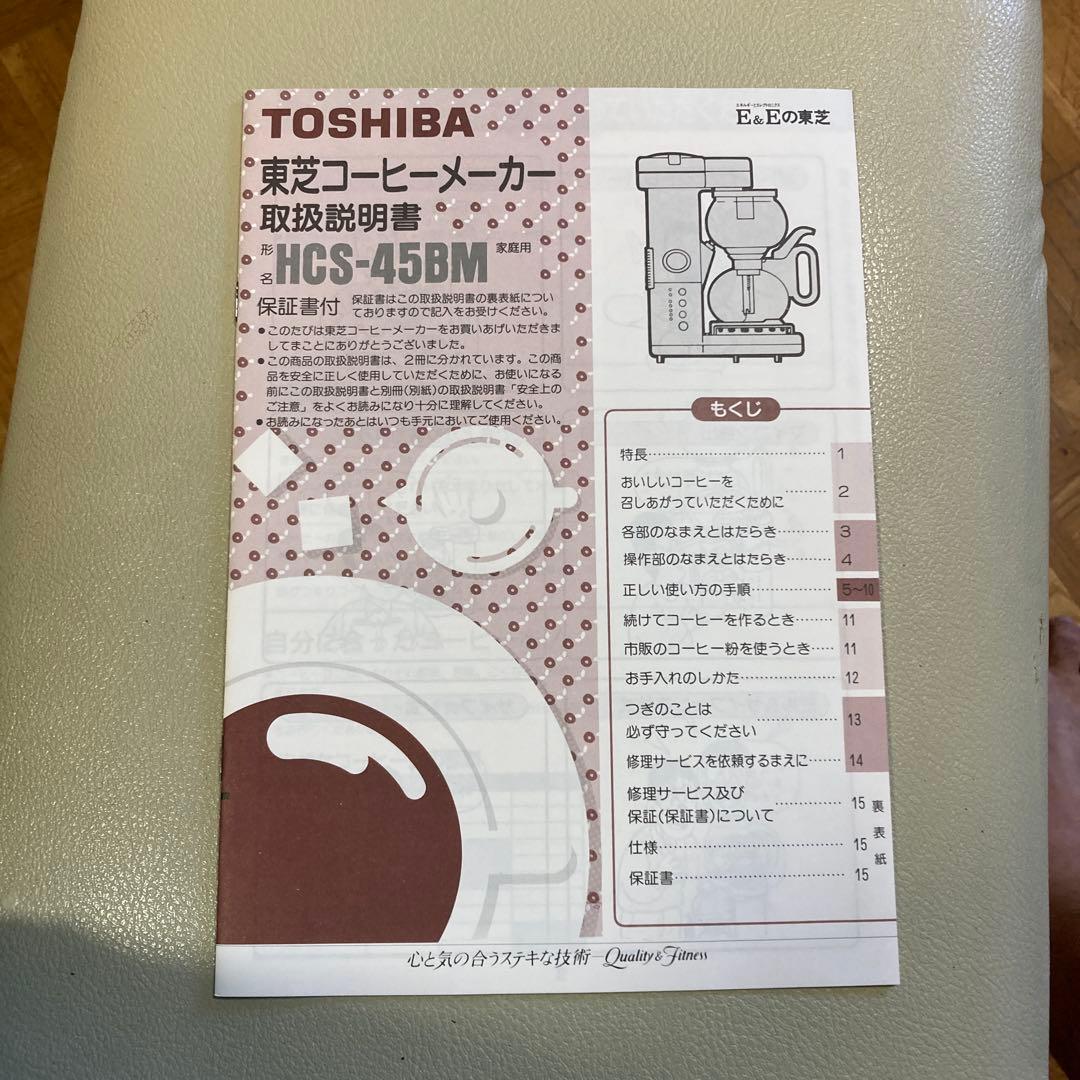 TOSHIBA
東芝コーヒーメーカー
取扱説明書
形名 HCS-45BM 家庭用
保証書付 保証書はこの取扱説明書の裏表紙につい
ておりますので記入をお受けください。
●このたびは東芝コーヒーメーカーをお買いあげいただきま
してまことにありがとうございました。
●この商品の取扱説明書は、2冊に分かれています。この商
品を安全に正しく使用していただくために、お使いになる
前にこの取扱説明書と別冊(別紙)の取扱説明書「安全上の
ご注意」をよくお読みになり十分に理解してください。
●お読みになったあとはいつも手元においてご使用ください。
エネルギーとエレクトロニクス
E&Eの東芝
もくじ
特長 1
おいしいコーヒーを
召しあがっていただくために 2
各部のなまえとはたらき 3
操作部のなまえとはたらき 4
正しい使い方の手順 5〜10
続けてコーヒーを作るとき 11
市販のコーヒー粉を使うとき 11
お手入れのしかた 12
つぎのことは
必ず守ってください 13
修理サービスを依頼するまえに 14
修理サービス及び
保証(保証書)について 15
仕様 15
保証書 15
裏表紙
心と気の合うステキな技術—Quality & Fitness